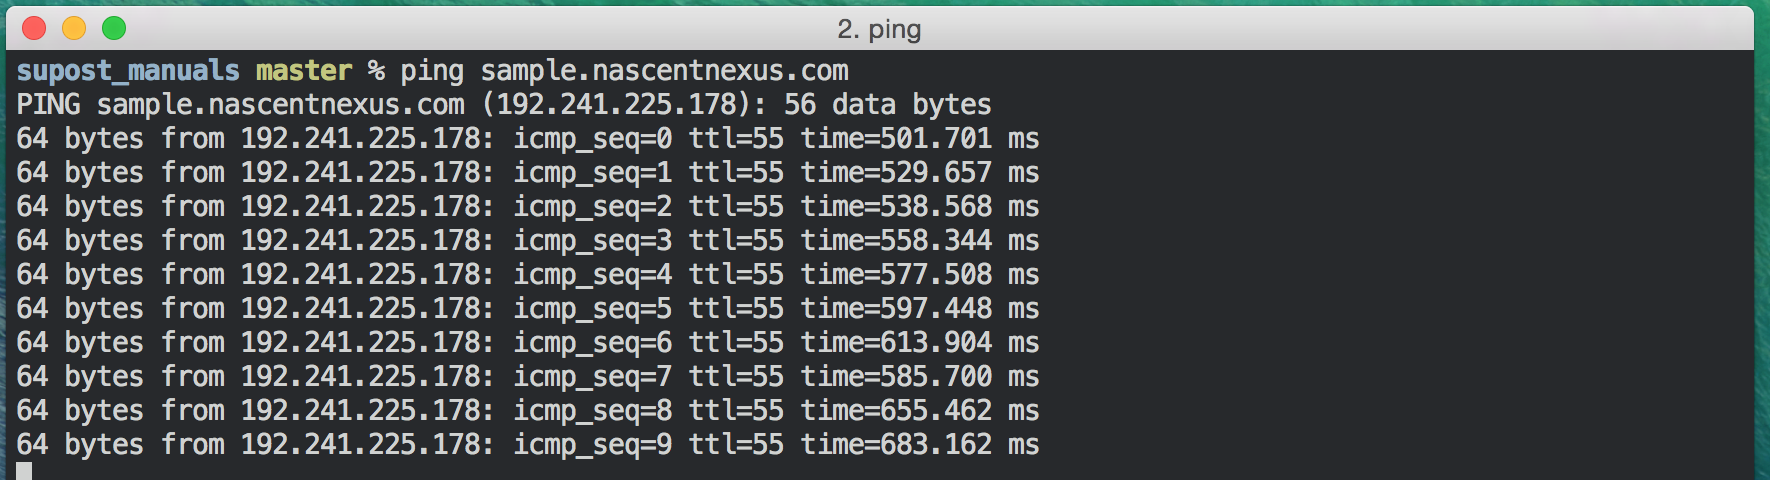 2. ping
supost_manuals master % ping sample.nascentnexus.com
PING sample.nascentnexus.com (192.241.225.178): 56 data bytes
64 bytes from 192.241.225.178: icmp_seq=0 ttl=55 time=501.701 ms
64 bytes from 192.241.225.178: icmp_seq=1 ttl=55 time=529.657 ms
64 bytes from 192.241.225.178: icmp_seq=2 ttl=55 time=538.568 ms
64 bytes from 192.241.225.178: icmp_seq=3 ttl=55 time=558.344 ms
64 bytes from 192.241.225.178: icmp_seq=4 ttl=55 time=577.508 ms
64 bytes from 192.241.225.178: icmp_seq=5 ttl=55 time=597.448 ms
64 bytes from 192.241.225.178: icmp_seq=6 ttl=55 time=613.904 ms
64 bytes from 192.241.225.178: icmp_seq=7 ttl=55 time=585.700 ms
64 bytes from 192.241.225.178: icmp_seq=8 ttl=55 time=655.462 ms
64 bytes from 192.241.225.178: icmp_seq=9 ttl=55 time=683.162 ms